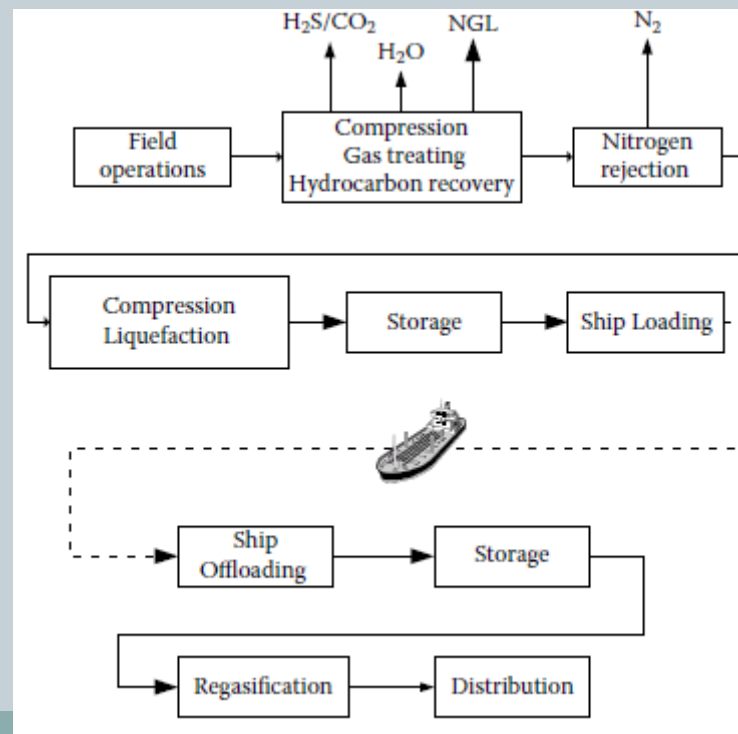 H₂S/CO₂
H₂O
NGL
N₂
Field
operations
Compression
Gas treating
Hydrocarbon recovery
Nitrogen
rejection
Compression
Liquefaction
Storage
Ship Loading
Ship
Offloading
Storage
Regasification
Distribution